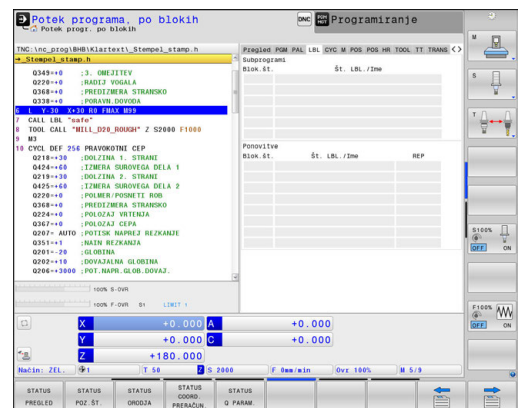 Potek programa, po blokih
Potek progr. po blokih
DNC
Programiranje
TNC:\nc_prog\BHB\Klartext\_Stempel_stamp.h
→_Stempel_stamp.h
Q349=+0 ;3. OMEJITEV
Q220=+0 ;RADIJ VOGALA
Q368=+0 ;PREDIZMERA STRANSKO
Q338=+0 ;PORAVN.DOVODA
6 L Y-30 X+30 R0 FMAX M99
7 CALL LBL "safe"
8 TOOL CALL "MILL_D20_ROUGH" Z S2000 F1000
9 M3
10 CYCL DEF 256 PRAVOKOTNI CEP
Q218=+30 ;DOLZINA 1. STRANI
Q424=+60 ;IZMERA SUROVEGA DELA 1
Q219=+30 ;DOLZINA 2. STRANI
Q425=+60 ;IZMERA SUROVEGA DELA 2
Q220=+0 ;POLMER/POSNETI ROB
Q368=+0 ;PREDIZMERA STRANSKO
Q224=+0 ;POLOZAJ VRTENJA
Q367=+0 ;POLOZAJ CEPA
Q207= AUTO ;POTISK NAPREJ REZKANJE
Q351=+1 ;NAIN REZKANJA
Q201=-20 ;GLOBINA
Q202=+10 ;DOVAJALNA GLOBINA
Q206=+3000 ;POT.NAPR.GLOB.DOVAJ.
Pregled PGM PAL LBL CYC M POS POS HR TOOL TT TRANS
Subprogrami
Blok.št. Št. LBL./Ime
Ponovitve
Blok.št. Št. LBL./Ime REP
100% S-OVR
100% F-OVR S1 LIMIT 1
X +0.000 A +0.000
Y +0.000 C +0.000
Z +180.000
Način: ZEL. 1 T 50 Z S 2000 F 0mm/min Ovr 100% M 5/9
STATUS PREGLED
STATUS POZ.ŠT.
STATUS ORODJA
STATUS COORD. PRERAČUN.
STATUS Q PARAM.
M
S
T
S100%
OFF ON
F100%
OFF ON